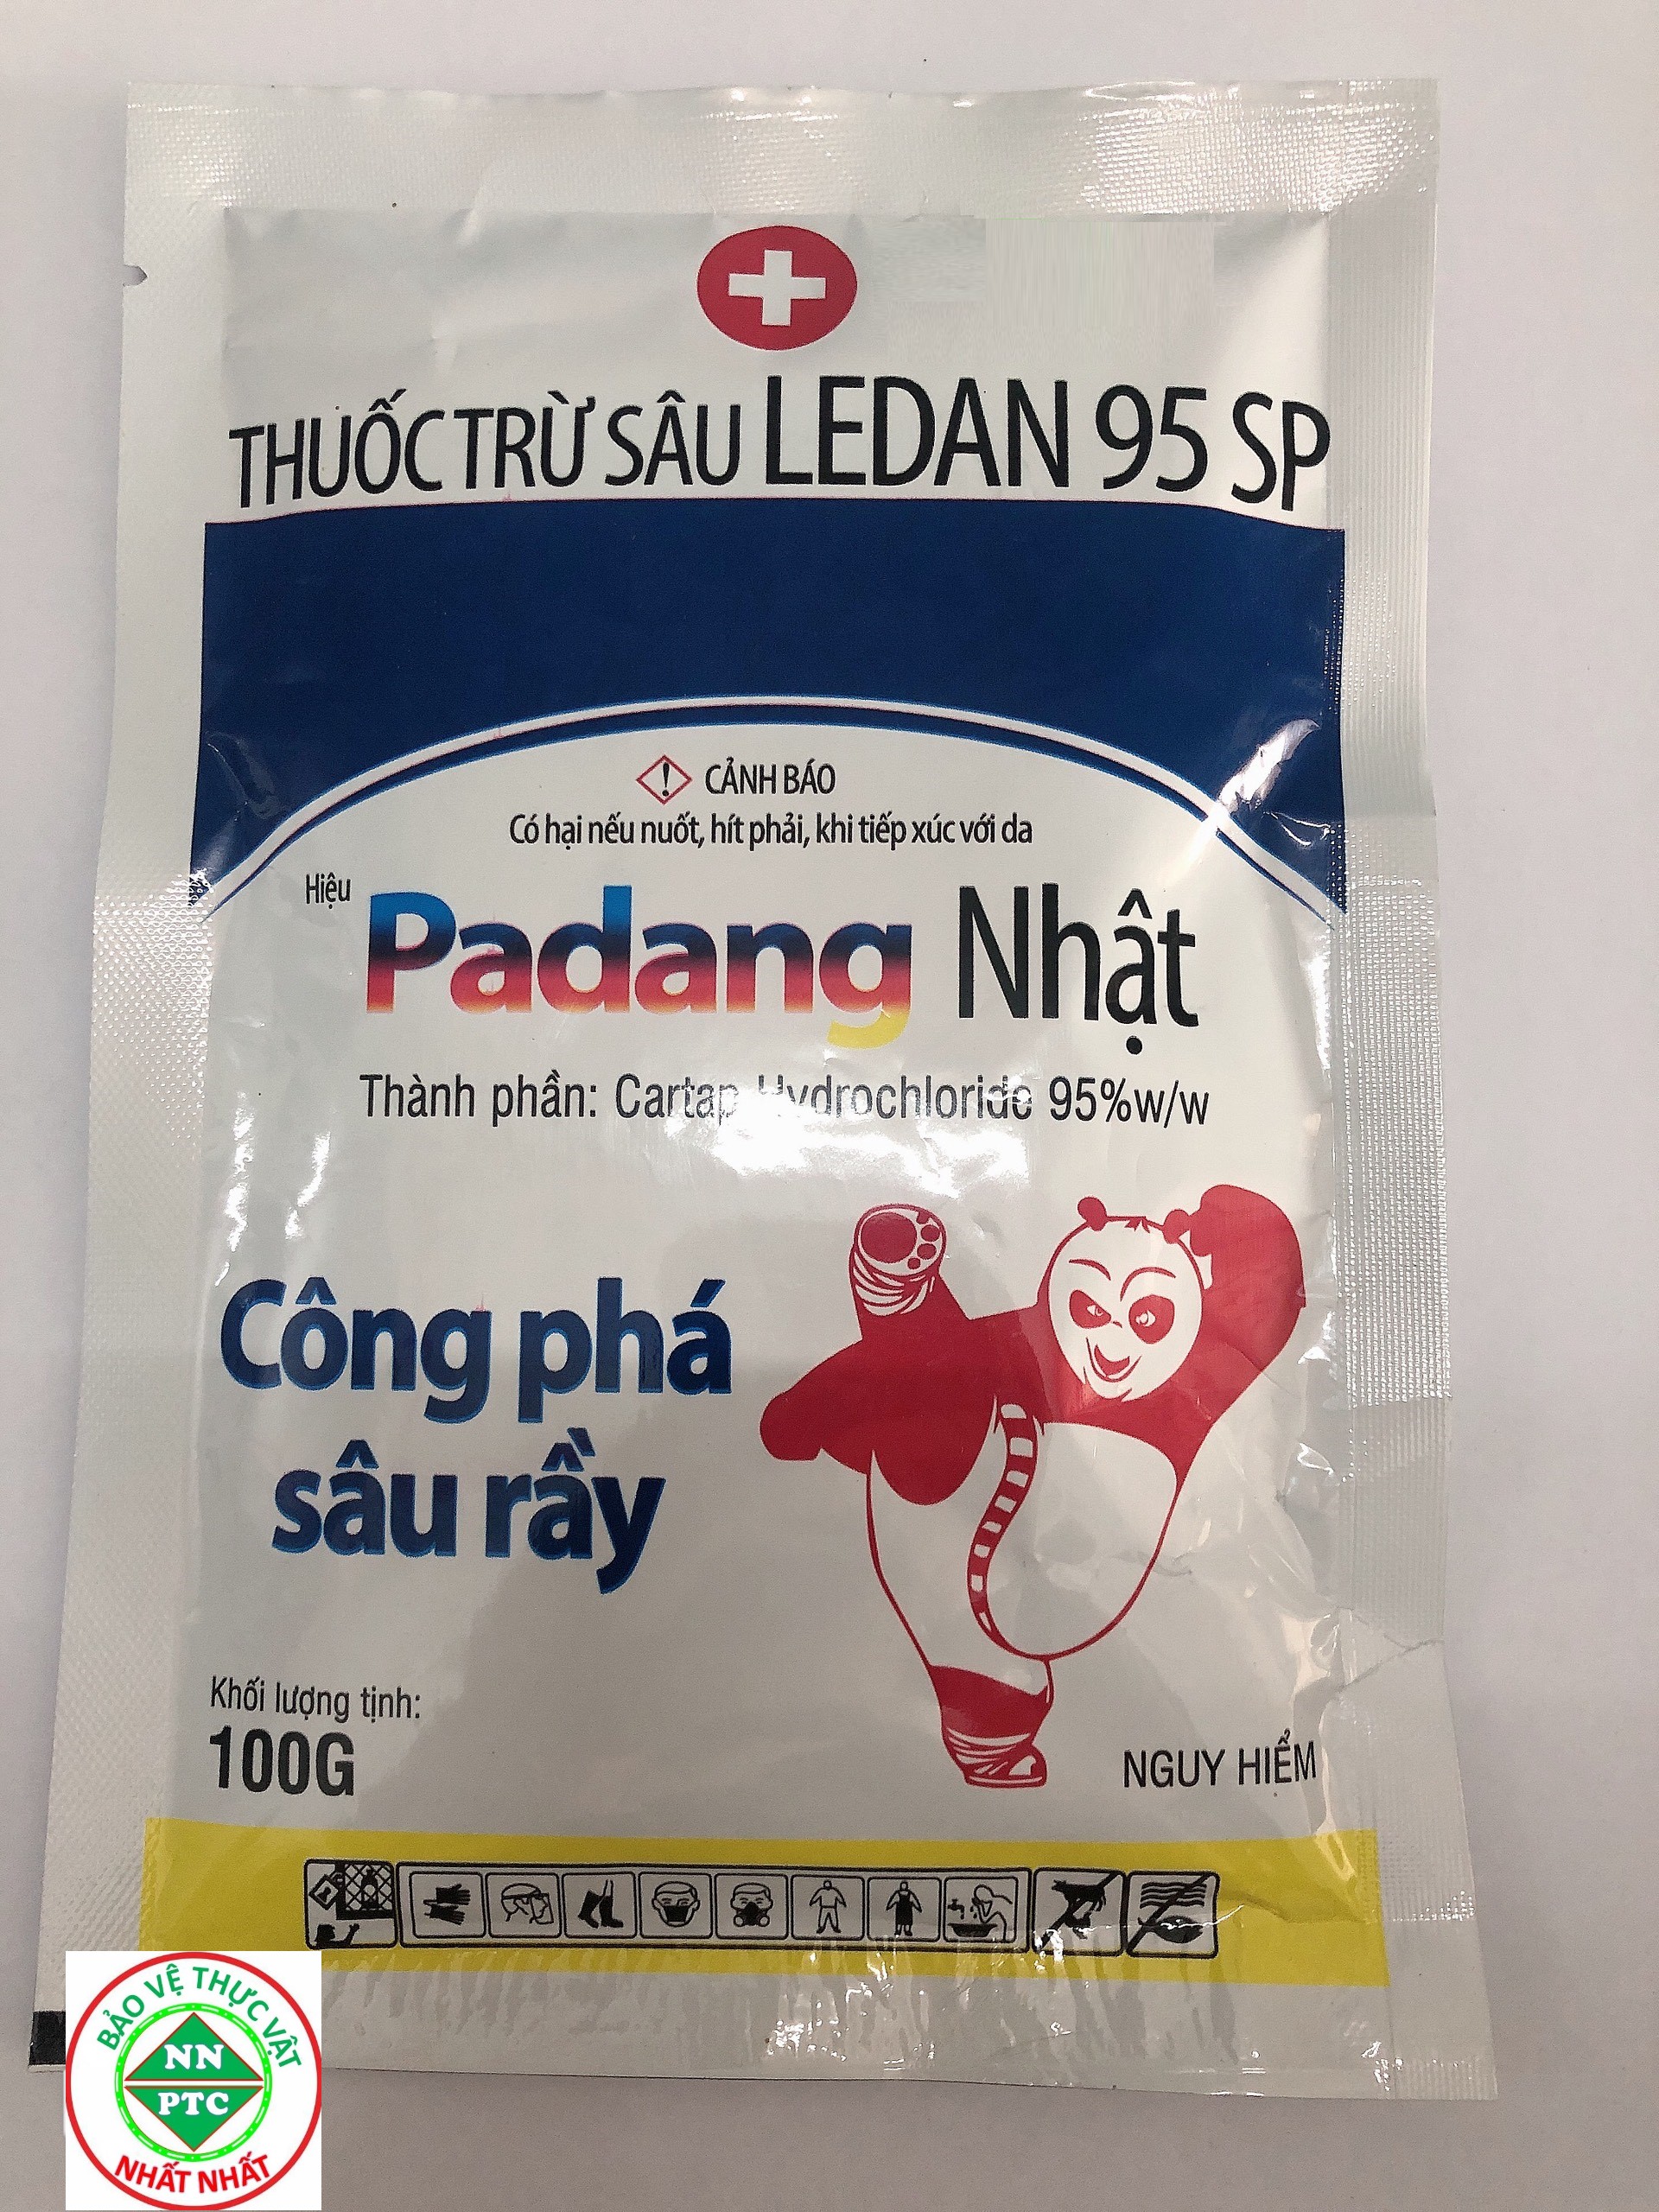 THUỐC TRỪ SÂU LEDAN 95 SP
CẢNH BÁO
Có hại nếu nuốt, hít phải, khi tiếp xúc với da
Hiệu Padang Nhật
Thành phần: Cartap Hydrochloride 95%w/w
Công phá
sâu rầy
Khối lượng tịnh:
100G
NGUY HIỂM
BẢO VỆ THỰC VẬT
NN
PTC
NHẤT NHẤT